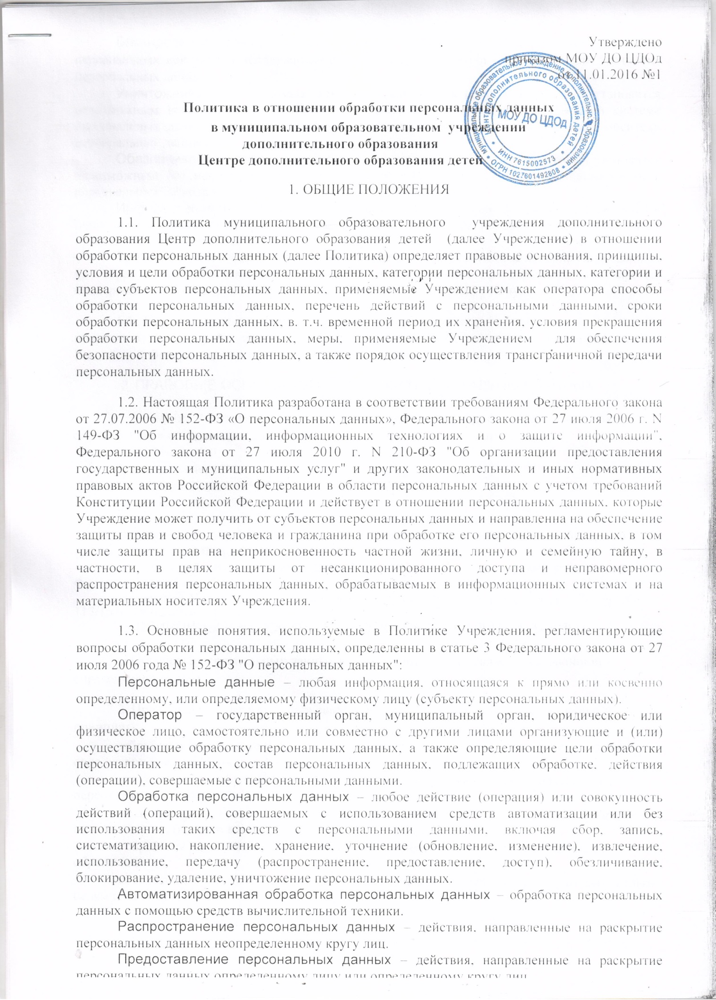 Утверждено
приказом МОУ ДО ЦДОд
от 11.01.2016 №1
Политика в отношении обработки персональных данных
в муниципальном образовательном учреждении
дополнительного образования
Центре дополнительного образования детей
МОУ ДО ЦДОд
Центр дополнительного образования детей
* ИНН 7615002573 *
муниципальное образовательное учреждение дополнительного образования
* ОГРН 1027601492808 *
1. ОБЩИЕ ПОЛОЖЕНИЯ
1.1. Политика муниципального образовательного учреждения дополнительного
образования Центр дополнительного образования детей (далее Учреждение) в отношении
обработки персональных данных (далее Политика) определяет правовые основания, принципы,
условия и цели обработки персональных данных, категории персональных данных, категории и
права субъектов персональных данных, применяемые Учреждением как оператора способы
обработки персональных данных, перечень действий с персональными данными, сроки
обработки персональных данных, в. т.ч. временной период их хранения, условия прекращения
обработки персональных данных, меры, применяемые Учреждением для обеспечения
безопасности персональных данных, а также порядок осуществления трансграничной передачи
персональных данных.
1.2. Настоящая Политика разработана в соответствии требованиям Федерального закона
от 27.07.2006 № 152-ФЗ «О персональных данных», Федерального закона от 27 июля 2006 г. N
149-ФЗ "Об информации, информационных технологиях и о защите информации",
Федерального закона от 27 июля 2010 г. N 210-ФЗ "Об организации предоставления
государственных и муниципальных услуг" и других законодательных и иных нормативных
правовых актов Российской Федерации в области персональных данных с учетом требований
Конституции Российской Федерации и действует в отношении персональных данных, которые
Учреждение может получить от субъектов персональных данных и направленна на обеспечение
защиты прав и свобод человека и гражданина при обработке его персональных данных, в том
числе защиты прав на неприкосновенность частной жизни, личную и семейную тайну, в
частности, в целях защиты от несанкционированного доступа и неправомерного
распространения персональных данных, обрабатываемых в информационных системах и на
материальных носителях Учреждения.
1.3. Основные понятия, используемые в Политике Учреждения, регламентирующие
вопросы обработки персональных данных, определенны в статье 3 Федерального закона от 27
июля 2006 года № 152-ФЗ "О персональных данных":
Персональные данные – любая информация, относящаяся к прямо или косвенно
определенному, или определяемому физическому лицу (субъекту персональных данных).
Оператор – государственный орган, муниципальный орган, юридическое или
физическое лицо, самостоятельно или совместно с другими лицами организующие и (или)
осуществляющие обработку персональных данных, а также определяющие цели обработки
персональных данных, состав персональных данных, подлежащих обработке, действия
(операции), совершаемые с персональными данными.
Обработка персональных данных – любое действие (операция) или совокупность
действий (операций), совершаемых с использованием средств автоматизации или без
использования таких средств с персональными данными, включая сбор, запись,
систематизацию, накопление, хранение, уточнение (обновление, изменение), извлечение,
использование, передачу (распространение, предоставление, доступ), обезличивание,
блокирование, удаление, уничтожение персональных данных.
Автоматизированная обработка персональных данных – обработка персональных
данных с помощью средств вычислительной техники.
Распространение персональных данных – действия, направленные на раскрытие
персональных данных неопределенному кругу лиц.
Предоставление персональных данных – действия, направленные на раскрытие
персональных данных определенному лицу или определенному кругу лиц